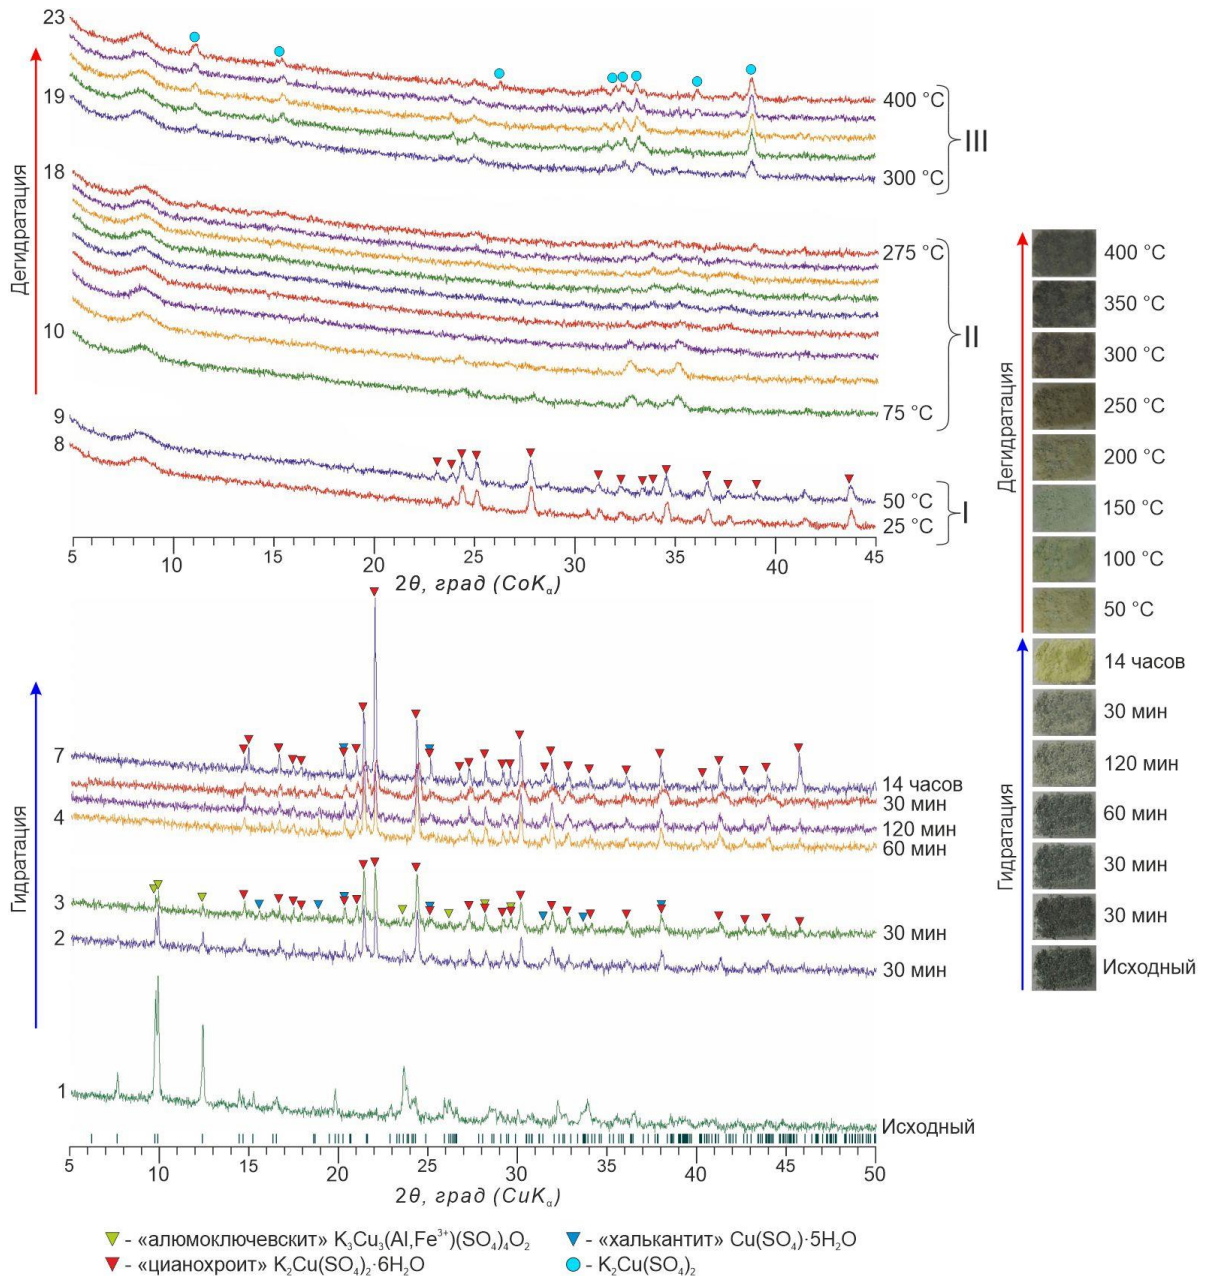 23
19
18
10
9
8
Дегидратация
400 °C
300 °C
III
275 °C
75 °C
II
50 °C
25 °C
I
5 10 15 20 25 30 35 40 45
2θ, град (CoKα)
7
4
3
2
1
Гидратация
14 часов
30 мин
120 мин
60 мин
30 мин
30 мин
Исходный
5 10 15 20 25 30 35 40 45 50
2θ, град (CuKα)
Дегидратация
400 °C
350 °C
300 °C
250 °C
200 °C
150 °C
100 °C
50 °C
Гидратация
14 часов
30 мин
120 мин
60 мин
30 мин
30 мин
Исходный
- «алюмоключевскит» K₃Cu₃(Al,Fe³⁺)(SO₄)₄O₂
- «халькантит» Cu(SO₄)·5H₂O
- «цианохроит» K₂Cu(SO₄)₂·6H₂O
- K₂Cu(SO₄)₂